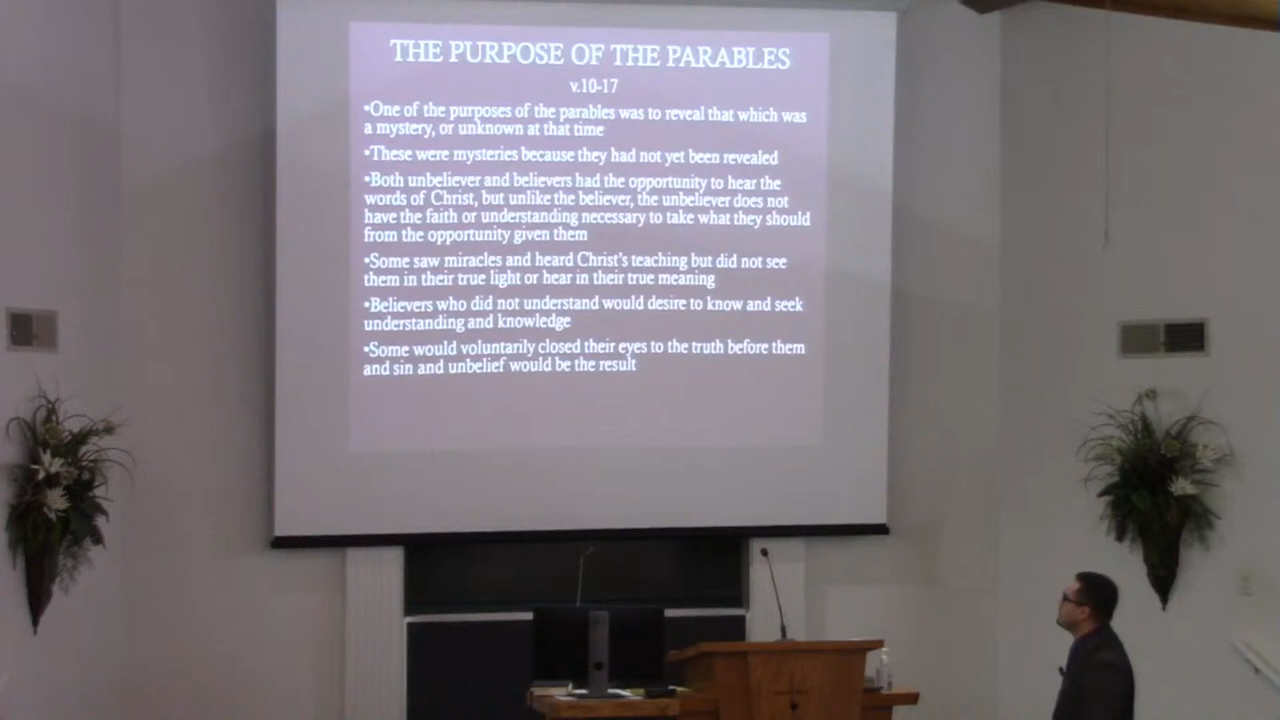 THE PURPOSE OF THE PARABLES
v.10-17
•One of the purposes of the parables was to reveal that which was
a mystery, or unknown at that time
•These were mysteries because they had not yet been revealed
•Both unbeliever and believers had the opportunity to hear the
words of Christ, but unlike the believer, the unbeliever does not
have the faith or understanding necessary to take what they should
from the opportunity given them
•Some saw miracles and heard Christ's teaching but did not see
them in their true light or hear in their true meaning
•Believers who did not understand would desire to know and seek
understanding and knowledge
•Some would voluntarily closed their eyes to the truth before them
and sin and unbelief would be the result